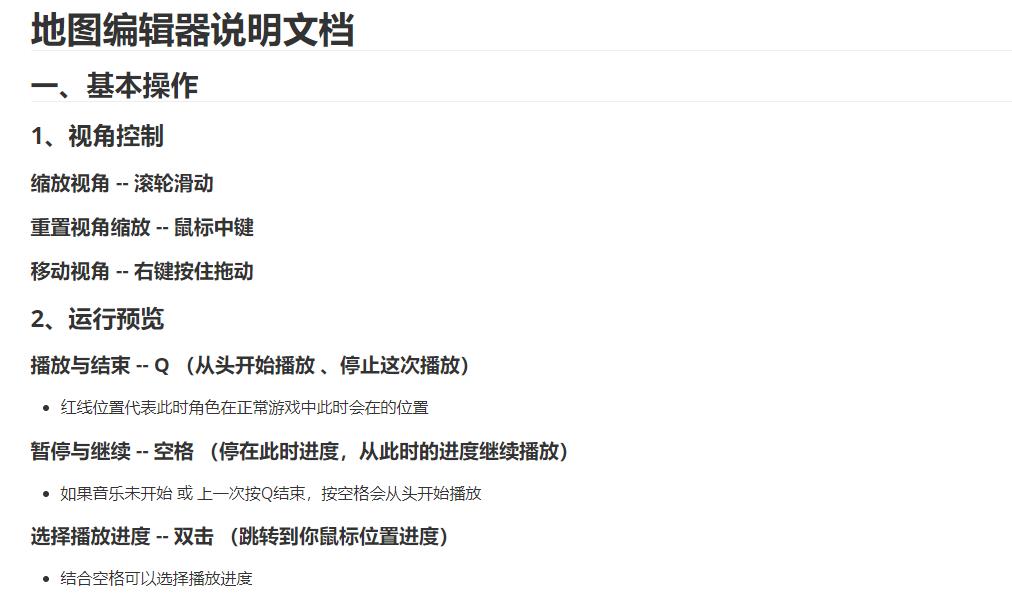 地图编辑器说明文档
一、基本操作
1、视角控制
缩放视角 -- 滚轮滑动
重置视角缩放 -- 鼠标中键
移动视角 -- 右键按住拖动
2、运行预览
播放与结束 -- Q （从头开始播放 、停止这次播放）
• 红线位置代表此时角色在正常游戏中此时会在的位置
暂停与继续 -- 空格 （停在此时进度，从此时的进度继续播放）
• 如果音乐未开始 或 上一次按Q结束，按空格会从头开始播放
选择播放进度 -- 双击 （跳转到你鼠标位置进度）
• 结合空格可以选择播放进度